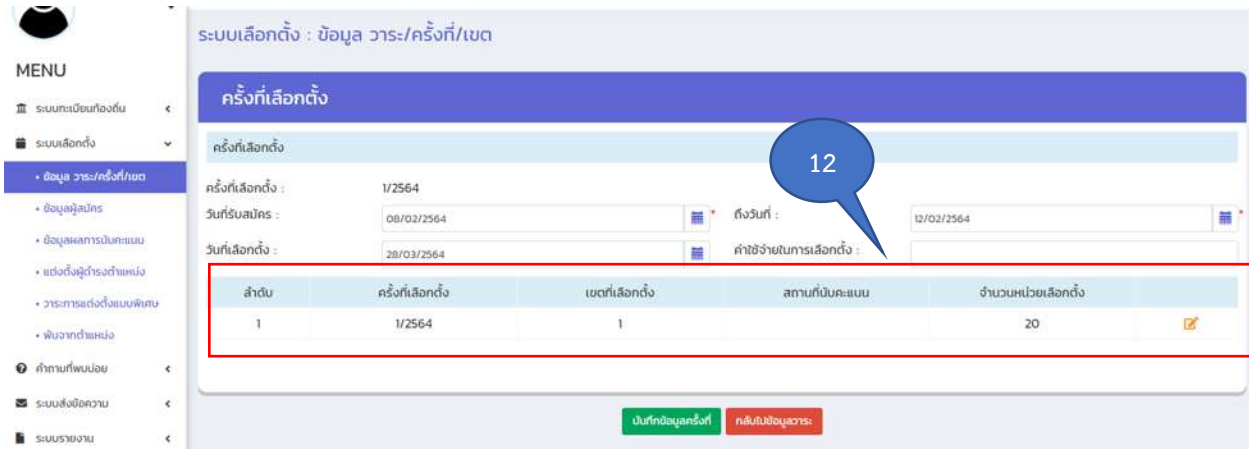 ระบบเลือกตั้ง : ข้อมูล วาระ/ครั้งที่/เขต
MENU
ระบบทะเบียนท้องถิ่น
ระบบเลือกตั้ง
• ข้อมูล วาระ/ครั้งที่/เขต
• ข้อมูลผู้สมัคร
• ข้อมูลผลการนับคะแนน
• แต่งตั้งผู้ดำรงตำแหน่ง
• วาระการแต่งตั้งแบบพิเศษ
• พ้นจากตำแหน่ง
คำถามที่พบบ่อย
ระบบส่งข้อความ
ระบบรายงาน
ครั้งที่เลือกตั้ง
ครั้งที่เลือกตั้ง
12
ครั้งที่เลือกตั้ง : 1/2564
วันที่รับสมัคร : 08/02/2564 * ถึงวันที่ : 12/02/2564 *
วันที่เลือกตั้ง : 28/03/2564 ค่าใช้จ่ายในการเลือกตั้ง :
ลำดับ ครั้งที่เลือกตั้ง เขตที่เลือกตั้ง สถานที่นับคะแนน จำนวนหน่วยเลือกตั้ง
1 1/2564 1 20
บันทึกข้อมูลครั้งที่ กลับไปข้อมูลวาระ